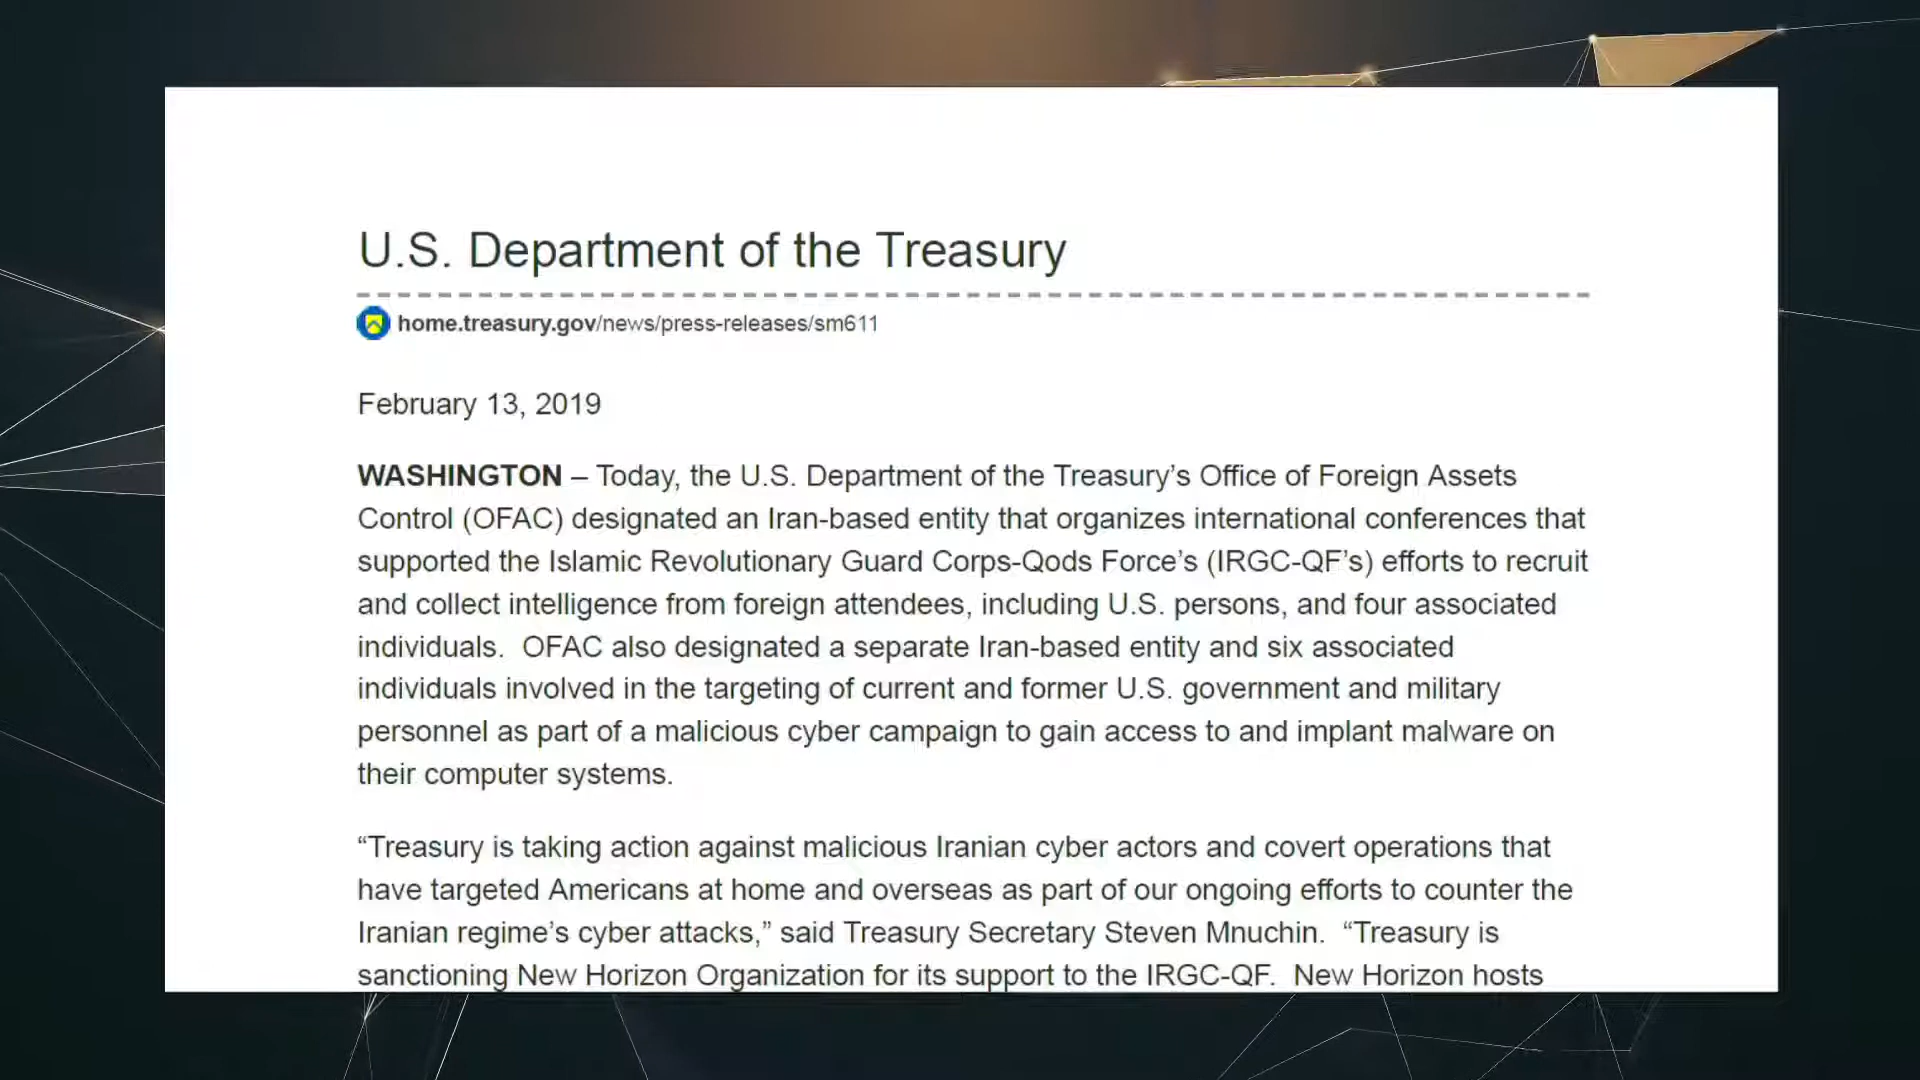 U.S. Department of the Treasury
home.treasury.gov/news/press-releases/sm611
February 13, 2019
WASHINGTON – Today, the U.S. Department of the Treasury’s Office of Foreign Assets
Control (OFAC) designated an Iran-based entity that organizes international conferences that
supported the Islamic Revolutionary Guard Corps-Qods Force’s (IRGC-QF’s) efforts to recruit
and collect intelligence from foreign attendees, including U.S. persons, and four associated
individuals.  OFAC also designated a separate Iran-based entity and six associated
individuals involved in the targeting of current and former U.S. government and military
personnel as part of a malicious cyber campaign to gain access to and implant malware on
their computer systems.
“Treasury is taking action against malicious Iranian cyber actors and covert operations that
have targeted Americans at home and overseas as part of our ongoing efforts to counter the
Iranian regime’s cyber attacks,” said Treasury Secretary Steven Mnuchin.  “Treasury is
sanctioning New Horizon Organization for its support to the IRGC-QF.  New Horizon hosts